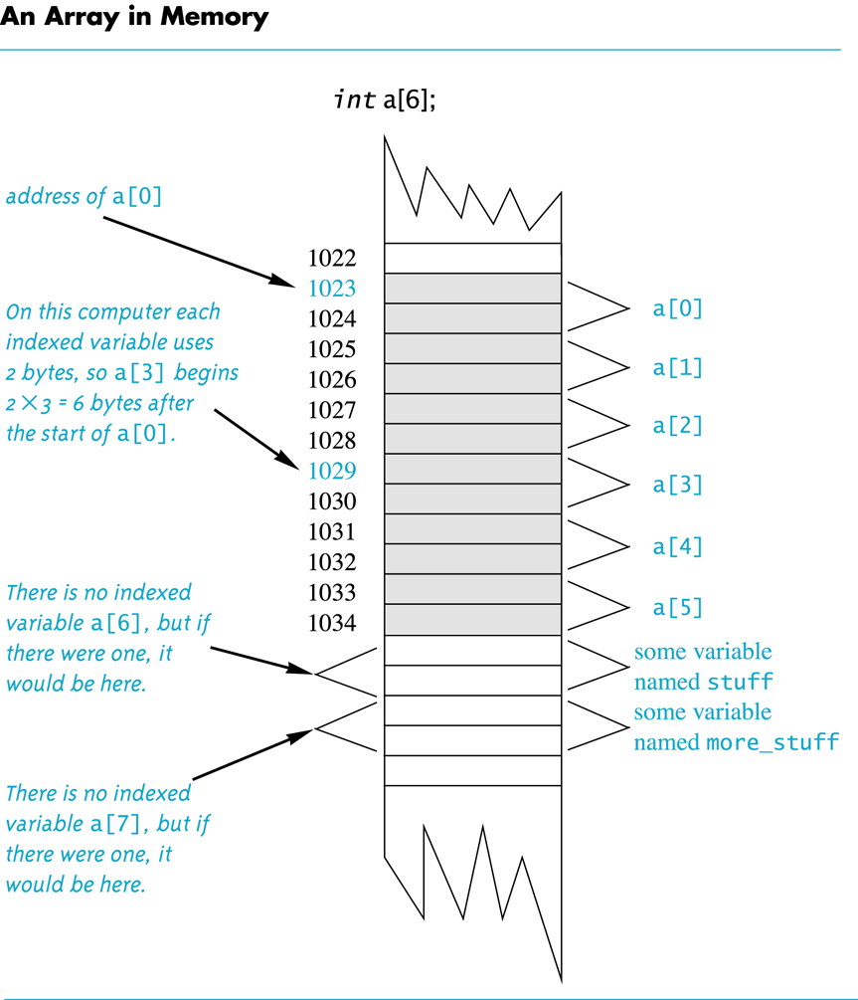 An Array in Memory
int a[6];
address of a[0]
On this computer each
indexed variable uses
2 bytes, so a[3] begins
2 × 3 = 6 bytes after
the start of a[0].
There is no indexed
variable a[6], but if
there were one, it
would be here.
There is no indexed
variable a[7], but if
there were one, it
would be here.
1022
1023
1024
1025
1026
1027
1028
1029
1030
1031
1032
1033
1034
a[0]
a[1]
a[2]
a[3]
a[4]
a[5]
some variable
named stuff
some variable
named more_stuff